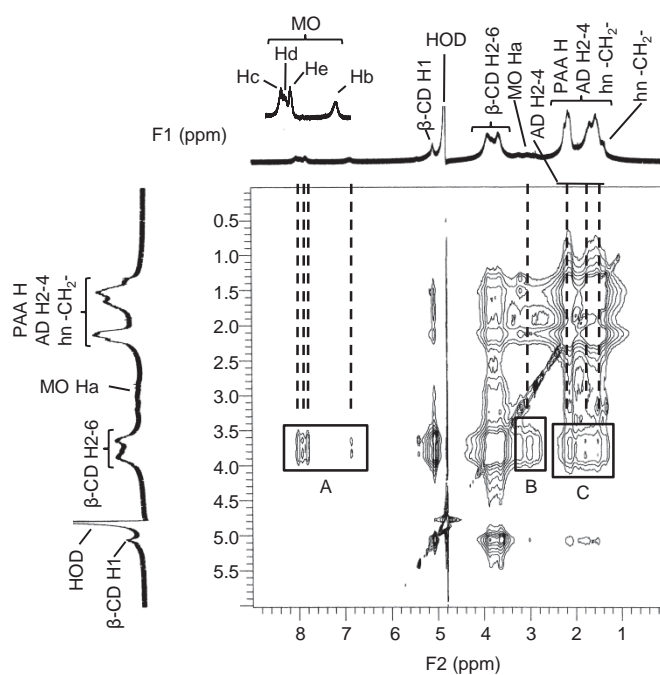 MO
Hd
Hc
He
Hb
HOD
β-CD H1
β-CD H2-6
MO Ha
AD H2-4
PAA H
AD H2-4
hn -CH₂-
hn -CH₂-
F1 (ppm)
0.5
1.0
1.5
2.0
2.5
3.0
3.5
4.0
4.5
5.0
5.5
PAA H
AD H2-4
hn -CH₂-
MO Ha
β-CD H2-6
HOD
β-CD H1
A
B
C
8 7 6 5 4 3 2 1
F2 (ppm)